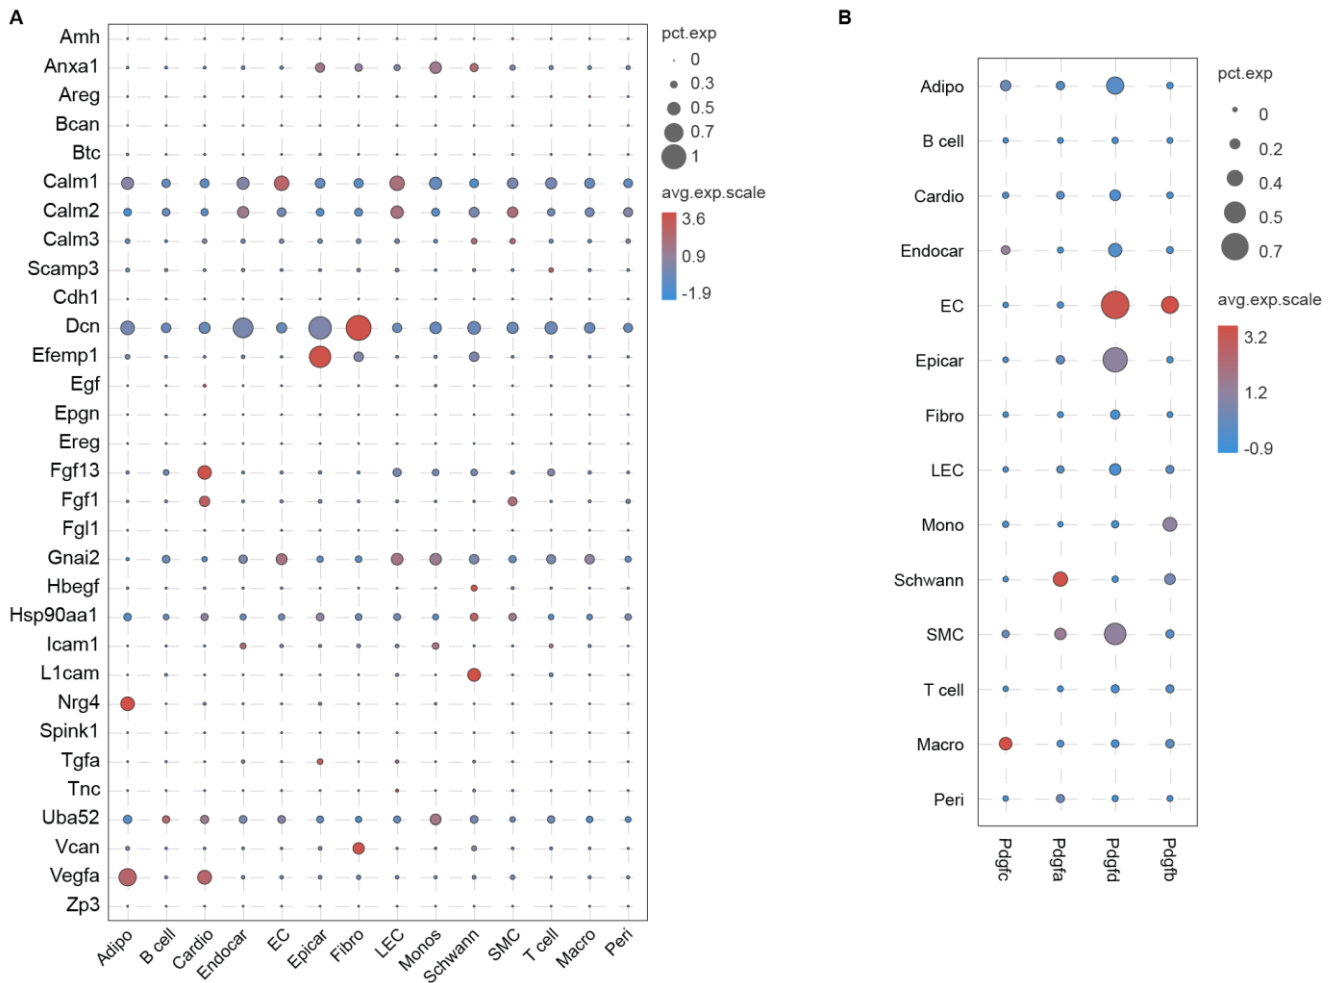 A
Amh
Anxa1
Areg
Bcan
Btc
Calm1
Calm2
Calm3
Scamp3
Cdh1
Dcn
Efemp1
Egf
Epgn
Ereg
Fgf13
Fgf1
Fgl1
Gnai2
Hbegf
Hsp90aa1
Icam1
L1cam
Nrg4
Spink1
Tgfa
Tnc
Uba52
Vcan
Vegfa
Zp3
Adipo
B cell
Cardio
Endocar
EC
Epicar
Fibro
LEC
Monos
Schwann
SMC
T cell
Macro
Peri
pct.exp
0
0.3
0.5
0.7
1
avg.exp.scale
3.6
0.9
-1.9
B
Adipo
B cell
Cardio
Endocar
EC
Epicar
Fibro
LEC
Mono
Schwann
SMC
T cell
Macro
Peri
Pdgfc
Pdgfa
Pdgfd
Pdgfb
pct.exp
0
0.2
0.4
0.5
0.7
avg.exp.scale
3.2
1.2
-0.9